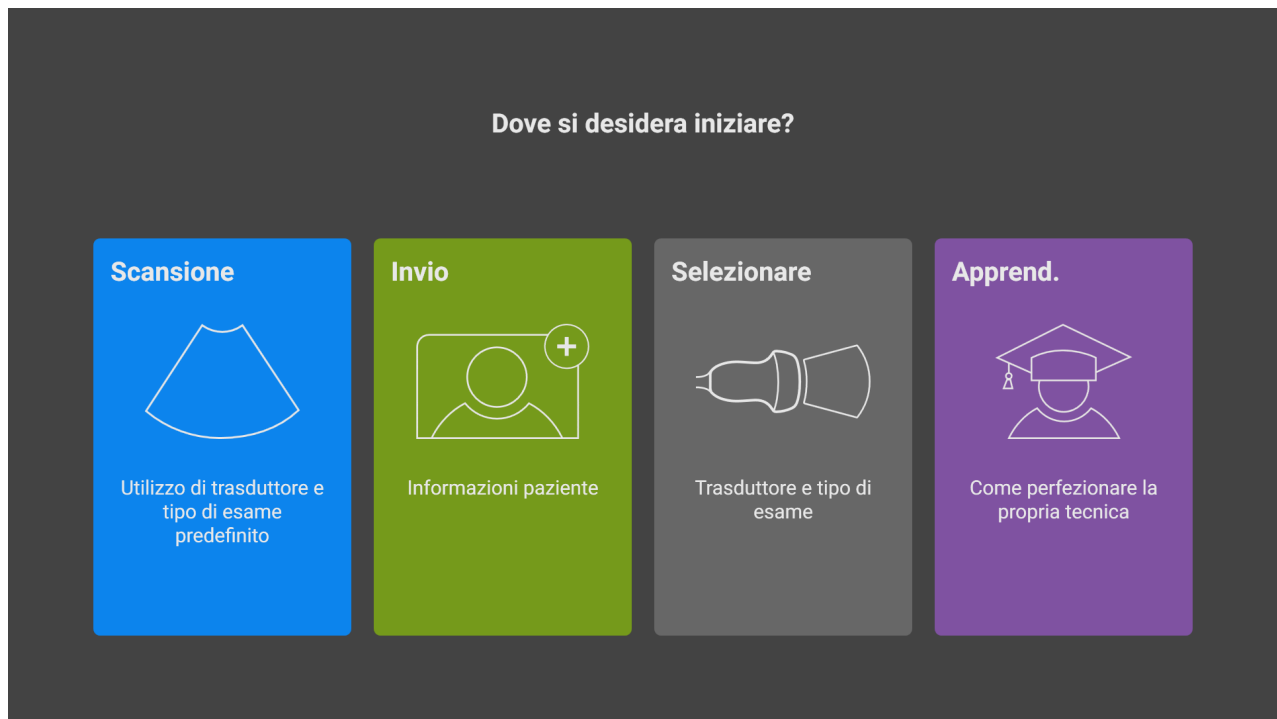 Dove si desidera iniziare?
Scansione
Utilizzo di trasduttore e
tipo di esame
predefinito
Invio
Informazioni paziente
Selezionare
Trasduttore e tipo di
esame
Apprend.
Come perfezionare la
propria tecnica